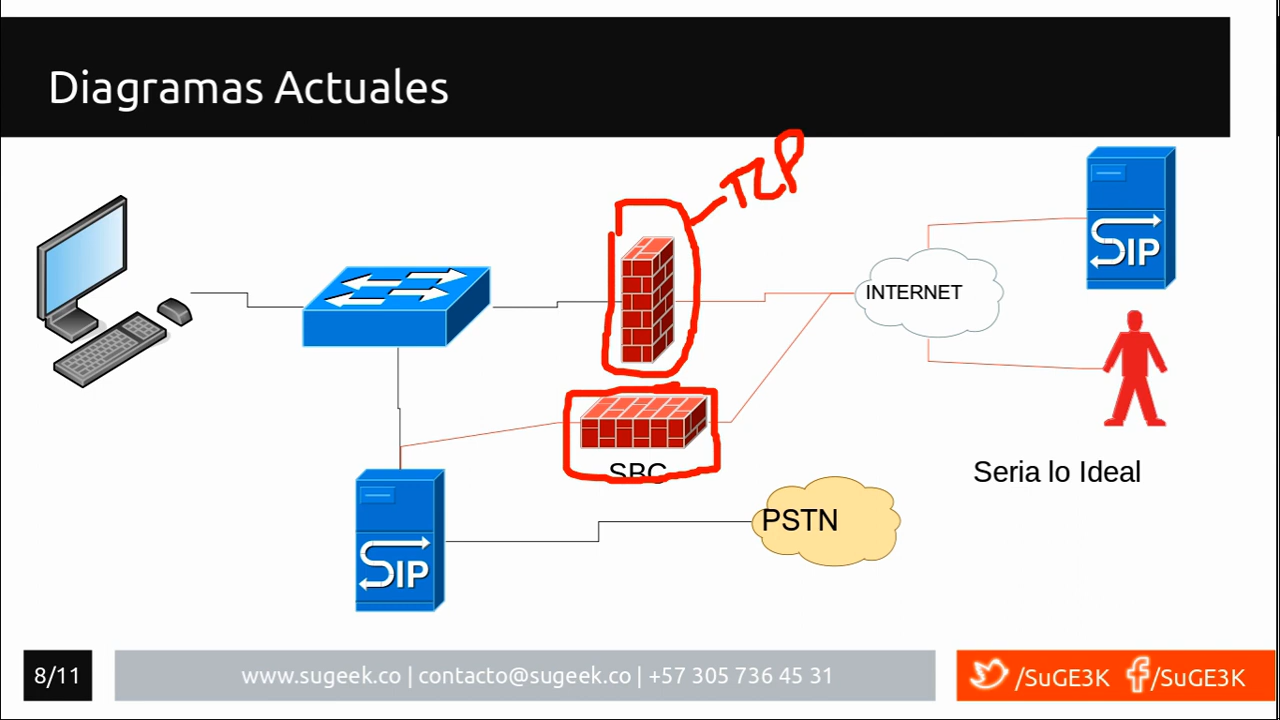 Diagramas Actuales
TCP
SIP
INTERNET
SBC
Seria lo Ideal
PSTN
SIP
8/11
www.sugeek.co | contacto@sugeek.co | +57 305 736 45 31
/SuGE3K
/SuGE3K